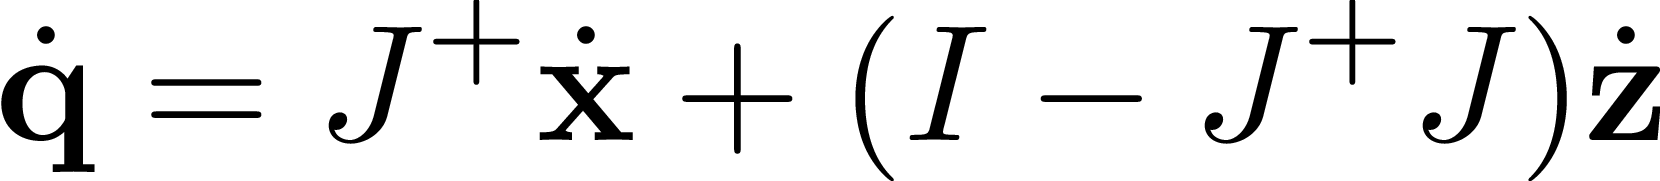 q̇ = J⁺ẋ + (I − J⁺J)ż